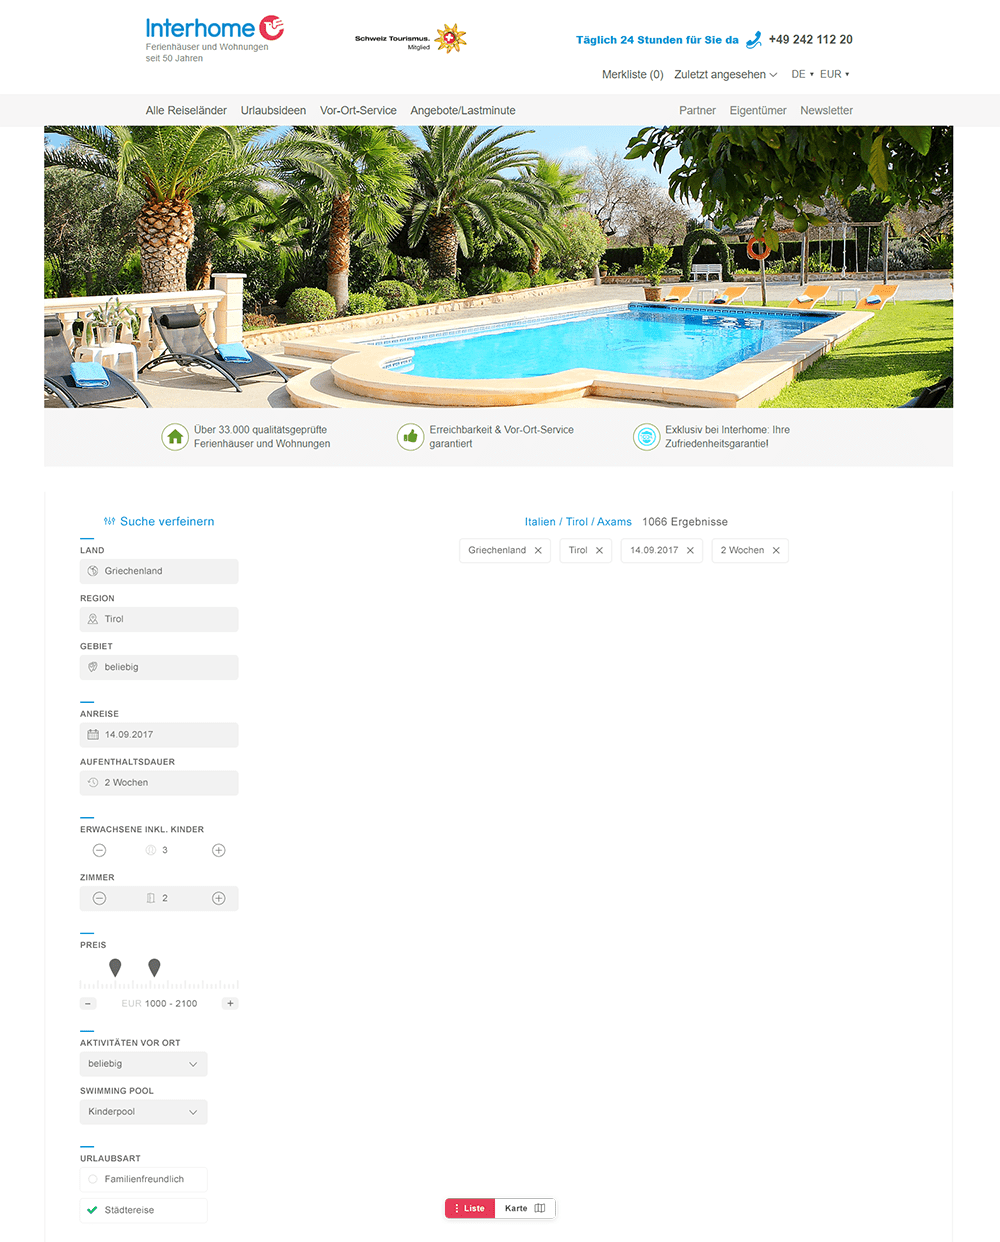 Interhome
Ferienhäuser und Wohnungen
seit 50 Jahren
Schweiz Tourismus.
Mitglied
Täglich 24 Stunden für Sie da +49 242 112 20
Merkliste (0) Zuletzt angesehen DE EUR
Alle Reiseländer Urlaubsideen Vor-Ort-Service Angebote/Lastminute Partner Eigentümer Newsletter
Über 33.000 qualitätsgeprüfte
Ferienhäuser und Wohnungen
Erreichbarkeit & Vor-Ort-Service
garantiert
Exklusiv bei Interhome: Ihre
Zufriedenheitsgarantie!
Suche verfeinern
LAND
Griechenland
REGION
Tirol
GEBIET
beliebig
ANREISE
14.09.2017
AUFENTHALTSDAUER
2 Wochen
ERWACHSENE INKL. KINDER
3
ZIMMER
2
PREIS
EUR 1000 - 2100
AKTIVITÄTEN VOR ORT
beliebig
SWIMMING POOL
Kinderpool
URLAUBSART
Familienfreundlich
Städtereise
Italien / Tirol / Axams 1066 Ergebnisse
Griechenland Tirol 14.09.2017 2 Wochen
Liste Karte